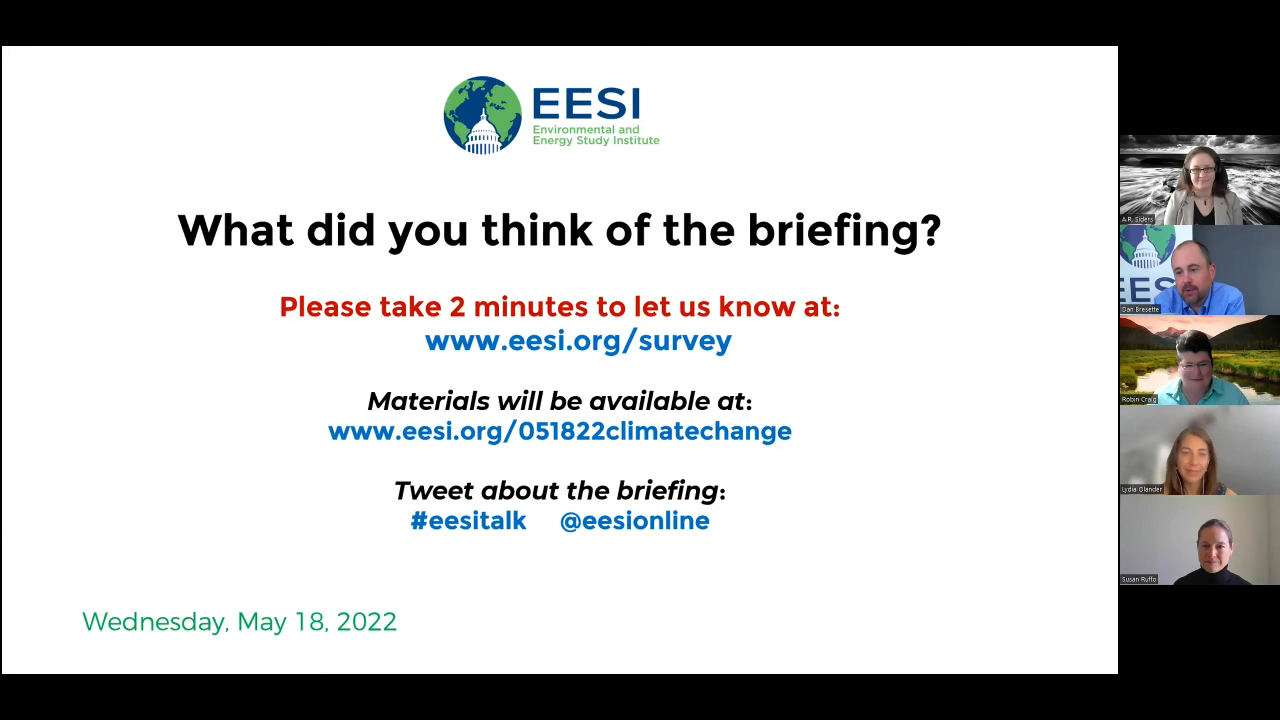 EESI
Environmental and
Energy Study Institute
What did you think of the briefing?
Please take 2 minutes to let us know at:
www.eesi.org/survey
Materials will be available at:
www.eesi.org/051822climatechange
Tweet about the briefing:
#eesitalk @eesionline
Wednesday, May 18, 2022
A.R. Siders
EESI
Dan Bresette
Robin Craig
Lydia Olander
Susan Ruffo